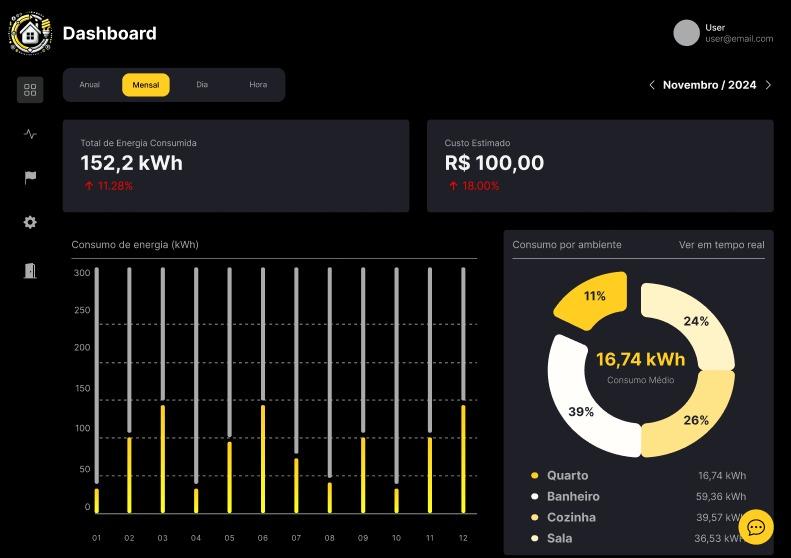 Dashboard
User
user@email.com
Anual Mensal Dia Hora
Novembro / 2024
Total de Energia Consumida
152,2 kWh
11.28%
Custo Estimado
R$ 100,00
18.00%
Consumo de energia (kWh)
300
250
200
150
100
50
0
01 02 03 04 05 06 07 08 09 10 11 12
Consumo por ambiente Ver em tempo real
11%
24%
16,74 kWh
Consumo Médio
39%
26%
Quarto 16,74 kWh
Banheiro 59,36 kWh
Cozinha 39,57 kWh
Sala 36,53 kWh